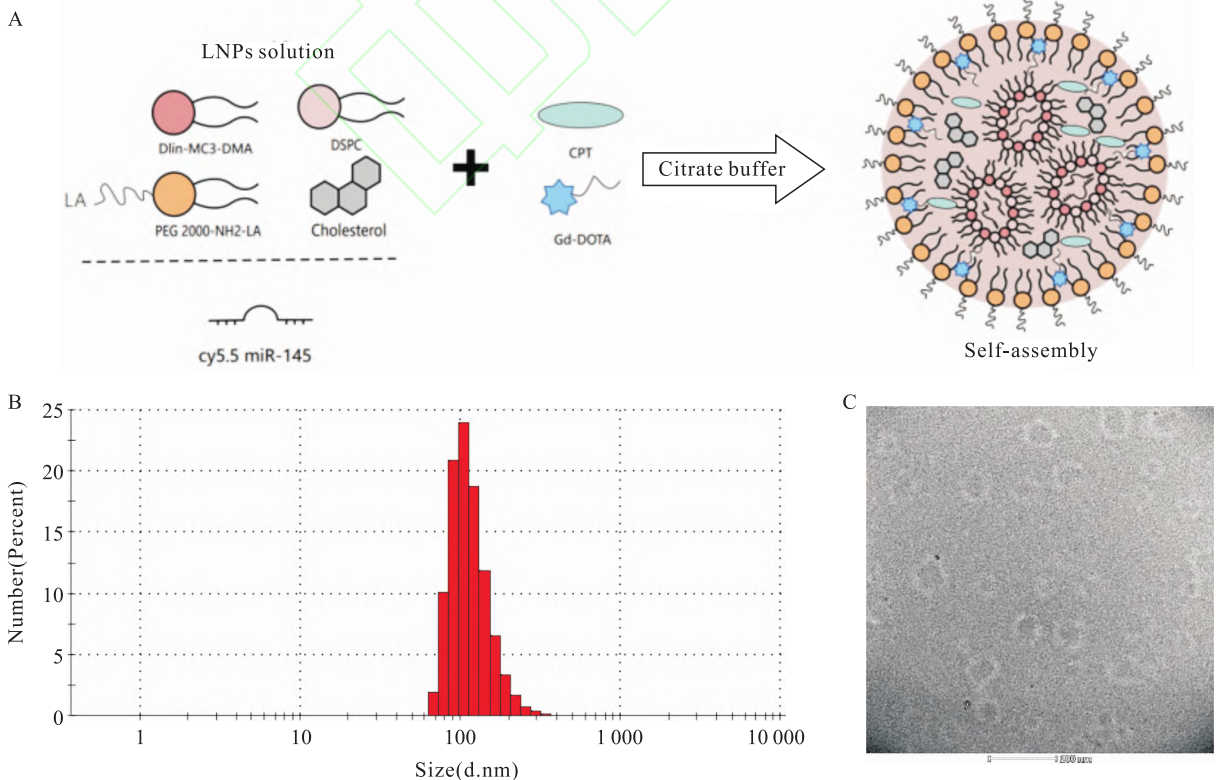 A
LNPs solution
Dlin-MC3-DMA
DSPC
LA
PEG 2000-NH2-LA
Cholesterol
cy5.5 miR-145
CPT
Gd-DOTA
Citrate buffer
Self-assembly
B
Number(Percent)
25
20
15
10
5
0
1
10
100
1 000
10 000
Size(d.nm)
C
200 nm